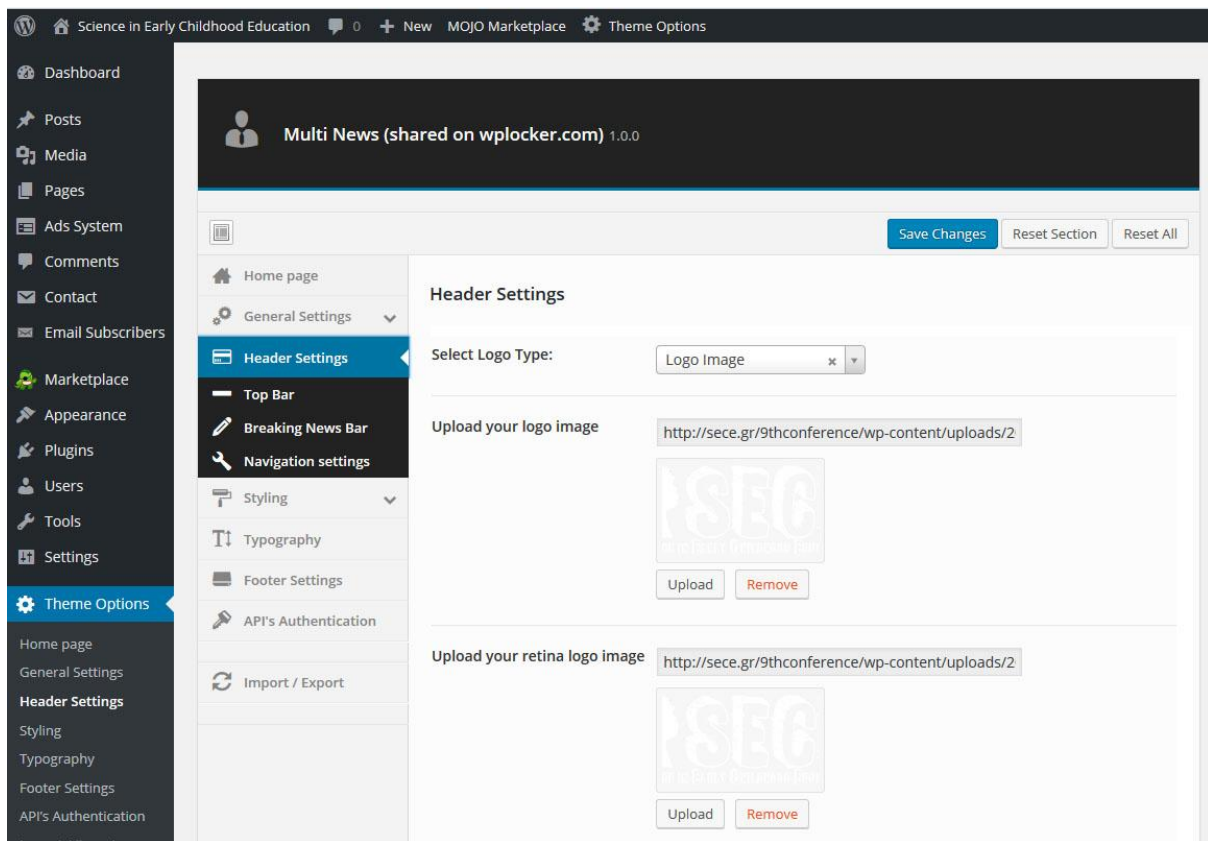 Science in Early Childhood Education 0 + New MOJO Marketplace Theme Options
Dashboard
Posts
Media
Pages
Ads System
Comments
Contact
Email Subscribers
Marketplace
Appearance
Plugins
Users
Tools
Settings
Theme Options
Home page
General Settings
Header Settings
Styling
Typography
Footer Settings
API's Authentication
Multi News (shared on wplocker.com) 1.0.0
Save Changes Reset Section Reset All
Home page
General Settings
Header Settings
Top Bar
Breaking News Bar
Navigation settings
Styling
Typography
Footer Settings
API's Authentication
Import / Export
Header Settings
Select Logo Type: Logo Image
Upload your logo image http://sece.gr/9thconference/wp-content/uploads/2
SEC
Upload Remove
Upload your retina logo image http://sece.gr/9thconference/wp-content/uploads/2
SEC
Upload Remove